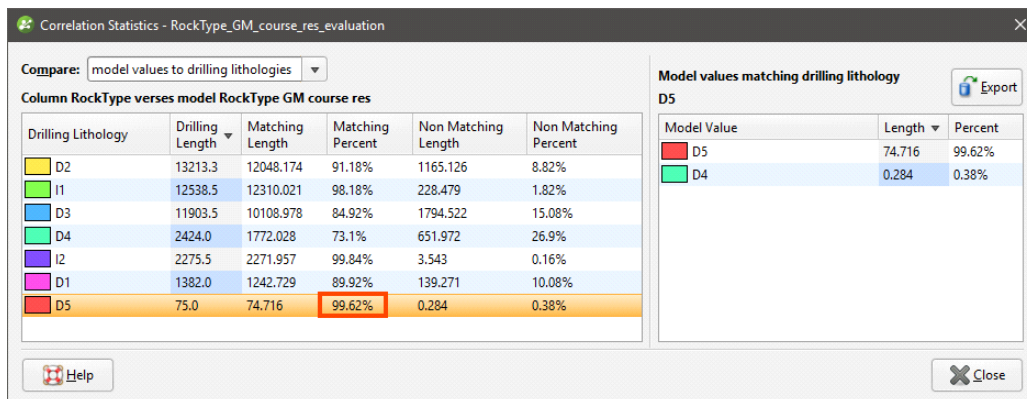 Correlation Statistics - RockType_GM_course_res_evaluation
Compare: model values to drilling lithologies
Column RockType verses model RockType GM course res
Drilling Lithology Drilling Length Matching Length Matching Percent Non Matching Length Non Matching Percent
D2 13213.3 12048.174 91.18% 1165.126 8.82%
I1 12538.5 12310.021 98.18% 228.479 1.82%
D3 11903.5 10108.978 84.92% 1794.522 15.08%
D4 2424.0 1772.028 73.1% 651.972 26.9%
I2 2275.5 2271.957 99.84% 3.543 0.16%
D1 1382.0 1242.729 89.92% 139.271 10.08%
D5 75.0 74.716 99.62% 0.284 0.38%
Model values matching drilling lithology
D5
Export
Model Value Length Percent
D5 74.716 99.62%
D4 0.284 0.38%
Help
Close